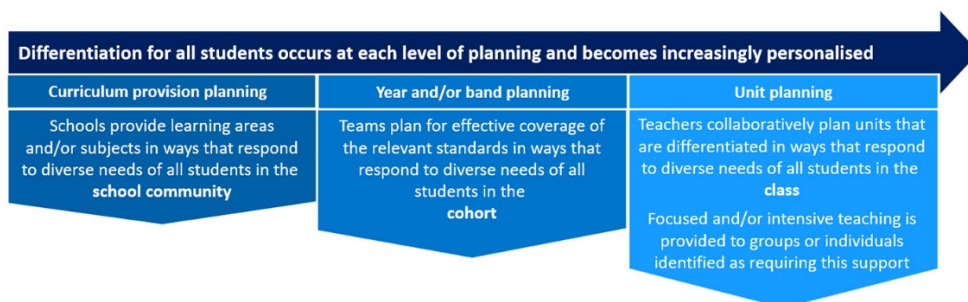 Differentiation for all students occurs at each level of planning and becomes increasingly personalised
Curriculum provision planning
Schools provide learning areas
and/or subjects in ways that respond
to diverse needs of all students in the
school community
Year and/or band planning
Teams plan for effective coverage of
the relevant standards in ways that
respond to diverse needs of all
students in the
cohort
Unit planning
Teachers collaboratively plan units that
are differentiated in ways that respond
to diverse needs of all students in the
class
Focused and/or intensive teaching is
provided to groups or individuals
identified as requiring this support